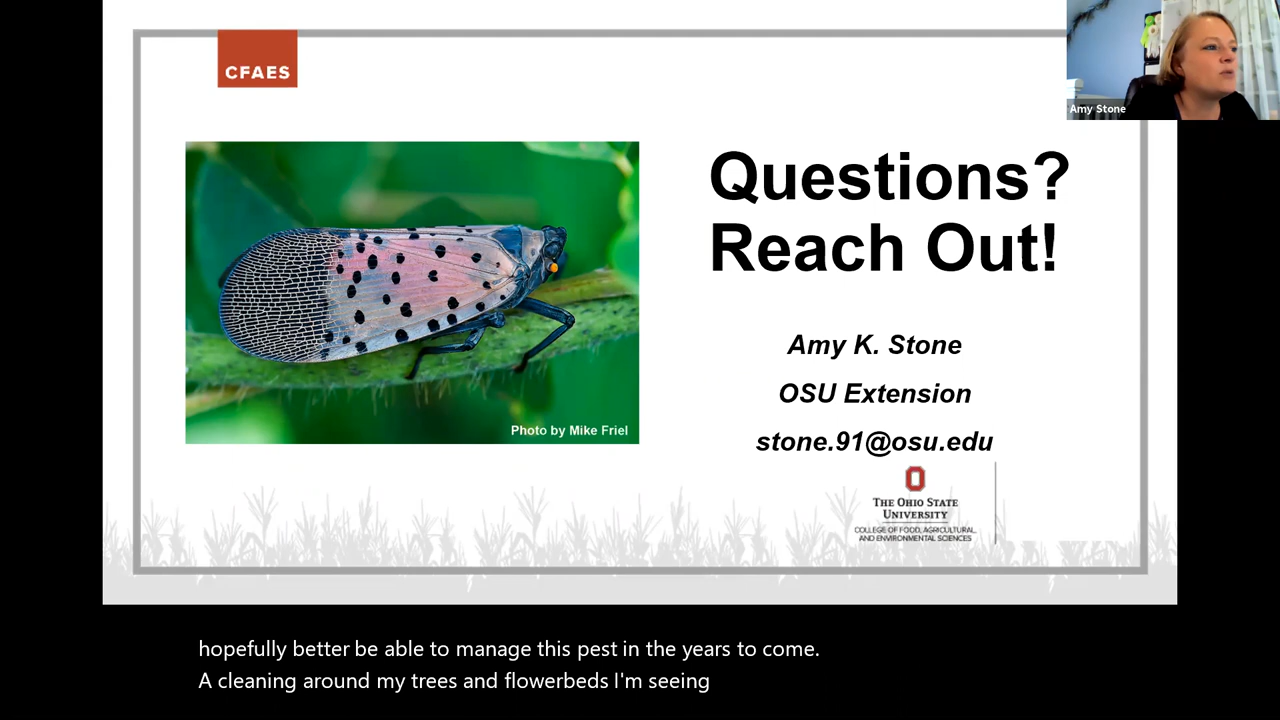 CFAES
Amy Stone
Questions?
Reach Out!
Photo by Mike Friel
Amy K. Stone
OSU Extension
stone.91@osu.edu
THE OHIO STATE
UNIVERSITY
COLLEGE OF FOOD, AGRICULTURAL,
AND ENVIRONMENTAL SCIENCES
hopefully better be able to manage this pest in the years to come.
A cleaning around my trees and flowerbeds I'm seeing